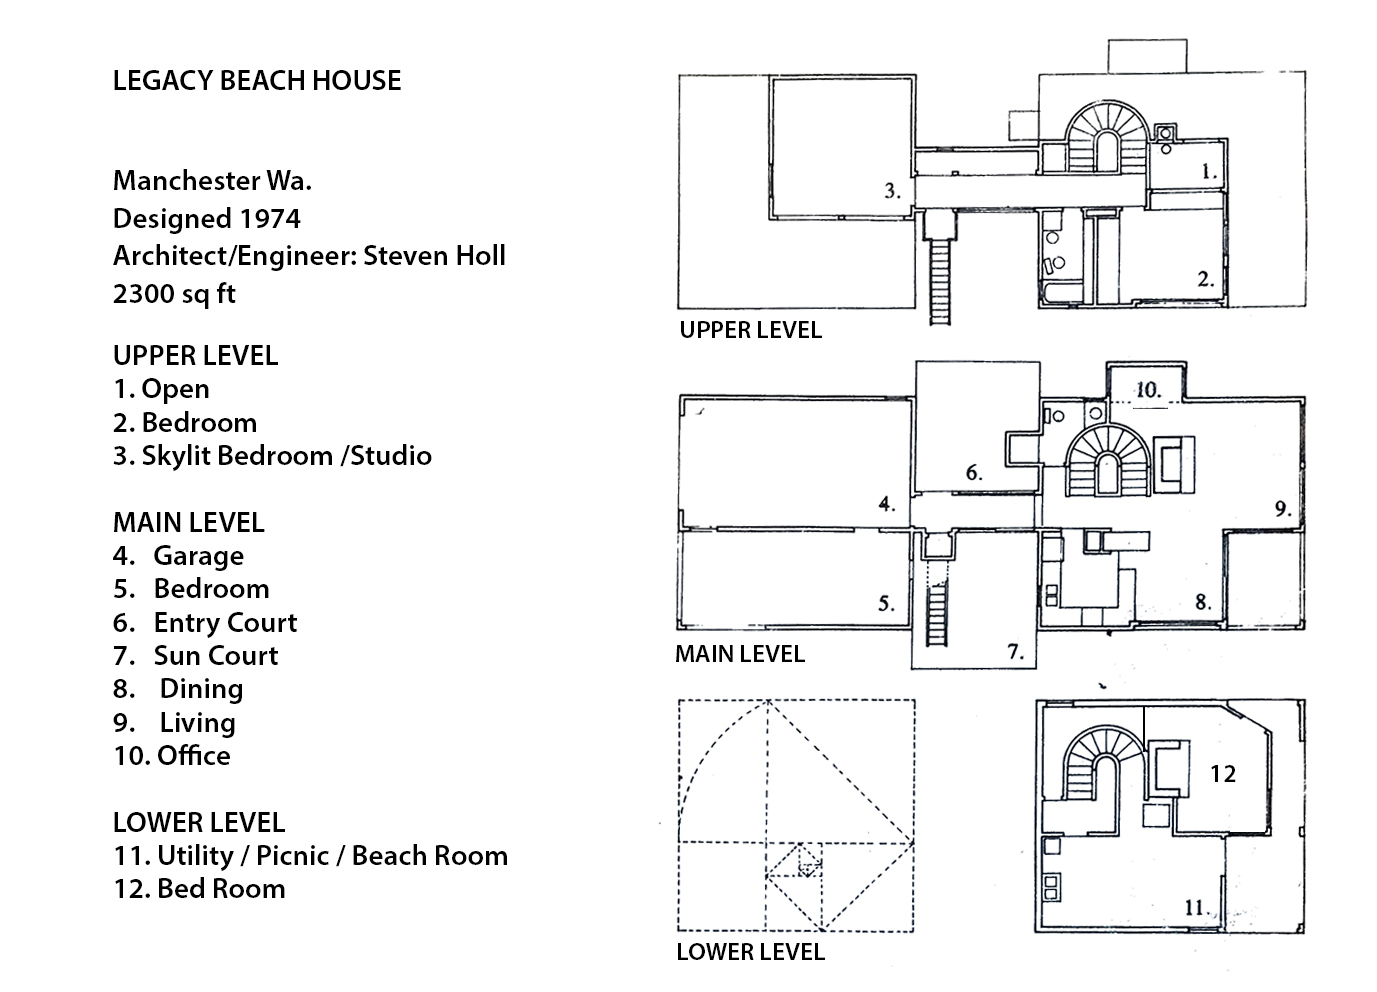 LEGACY BEACH HOUSE
Manchester Wa.
Designed 1974
Architect/Engineer: Steven Holl
2300 sq ft
UPPER LEVEL
1. Open
2. Bedroom
3. Skylit Bedroom /Studio
MAIN LEVEL
4. Garage
5. Bedroom
6. Entry Court
7. Sun Court
8. Dining
9. Living
10. Office
LOWER LEVEL
11. Utility / Picnic / Beach Room
12. Bed Room
1.
3.
2.
UPPER LEVEL
10.
6.
4.
9.
5.
8.
7.
MAIN LEVEL
12
11.
LOWER LEVEL